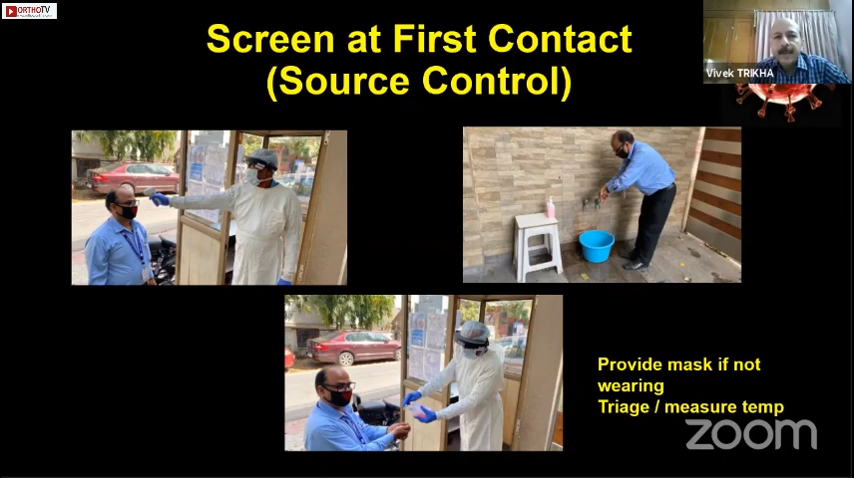 ORTHOTV
Screen at First Contact
(Source Control)
Vivek TRIKHA
Provide mask if not
wearing
Triage / measure temp
zoom